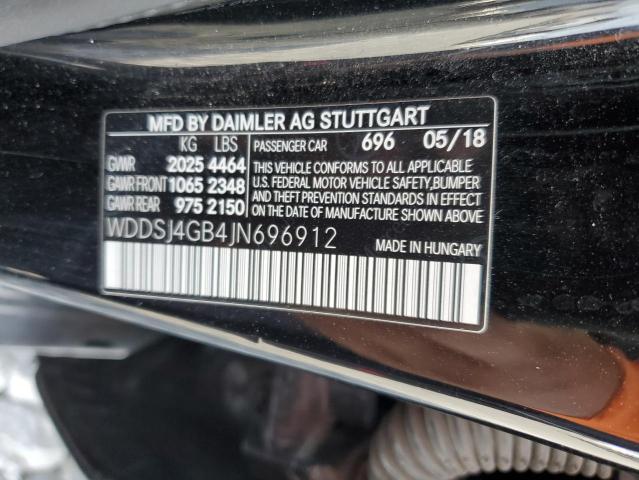 MFD BY DAIMLER AG STUTTGART
KG LBS PASSENGER CAR 696 05/18
GVWR 2025 4464
GAWR FRONT 1065 2348
GAWR REAR 975 2150
THIS VEHICLE CONFORMS TO ALL APPLICABLE
U.S. FEDERAL MOTOR VEHICLE SAFETY, BUMPER
AND THEFT PREVENTION STANDARDS IN EFFECT
ON THE DATE OF MANUFACTURE SHOWN ABOVE.
WDDSJ4GB4JN696912
MADE IN HUNGARY